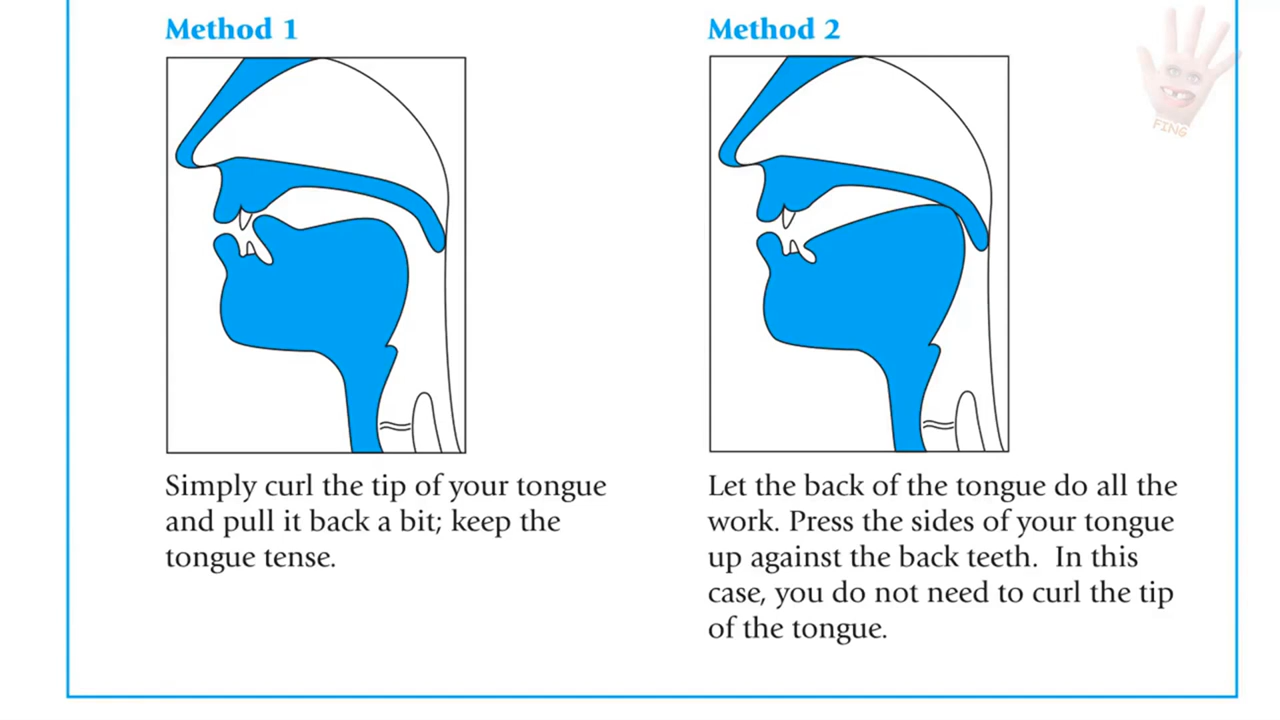 Method 1
Simply curl the tip of your tongue
and pull it back a bit; keep the
tongue tense.
Method 2
Let the back of the tongue do all the
work. Press the sides of your tongue
up against the back teeth.  In this
case, you do not need to curl the tip
of the tongue.
FING